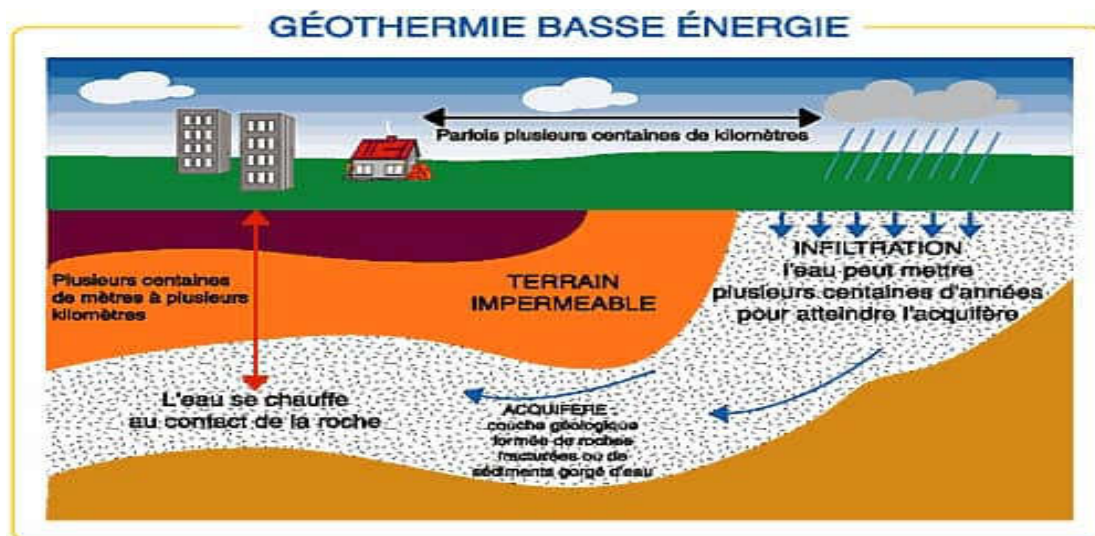 GÉOTHERMIE BASSE ÉNERGIE
Parfois plusieurs centaines de kilomètres
Plusieurs centaines
de mètres à plusieurs
kilomètres
TERRAIN
IMPERMEABLE
INFILTRATION
l'eau peut mettre
plusieurs centaines d'années
pour atteindre l'acquifère
L'eau se chauffe
au contact de la roche
ACQUIFERE -
couche géologique
formée de roches
fracturées ou de
sédiments gorgé d'eau